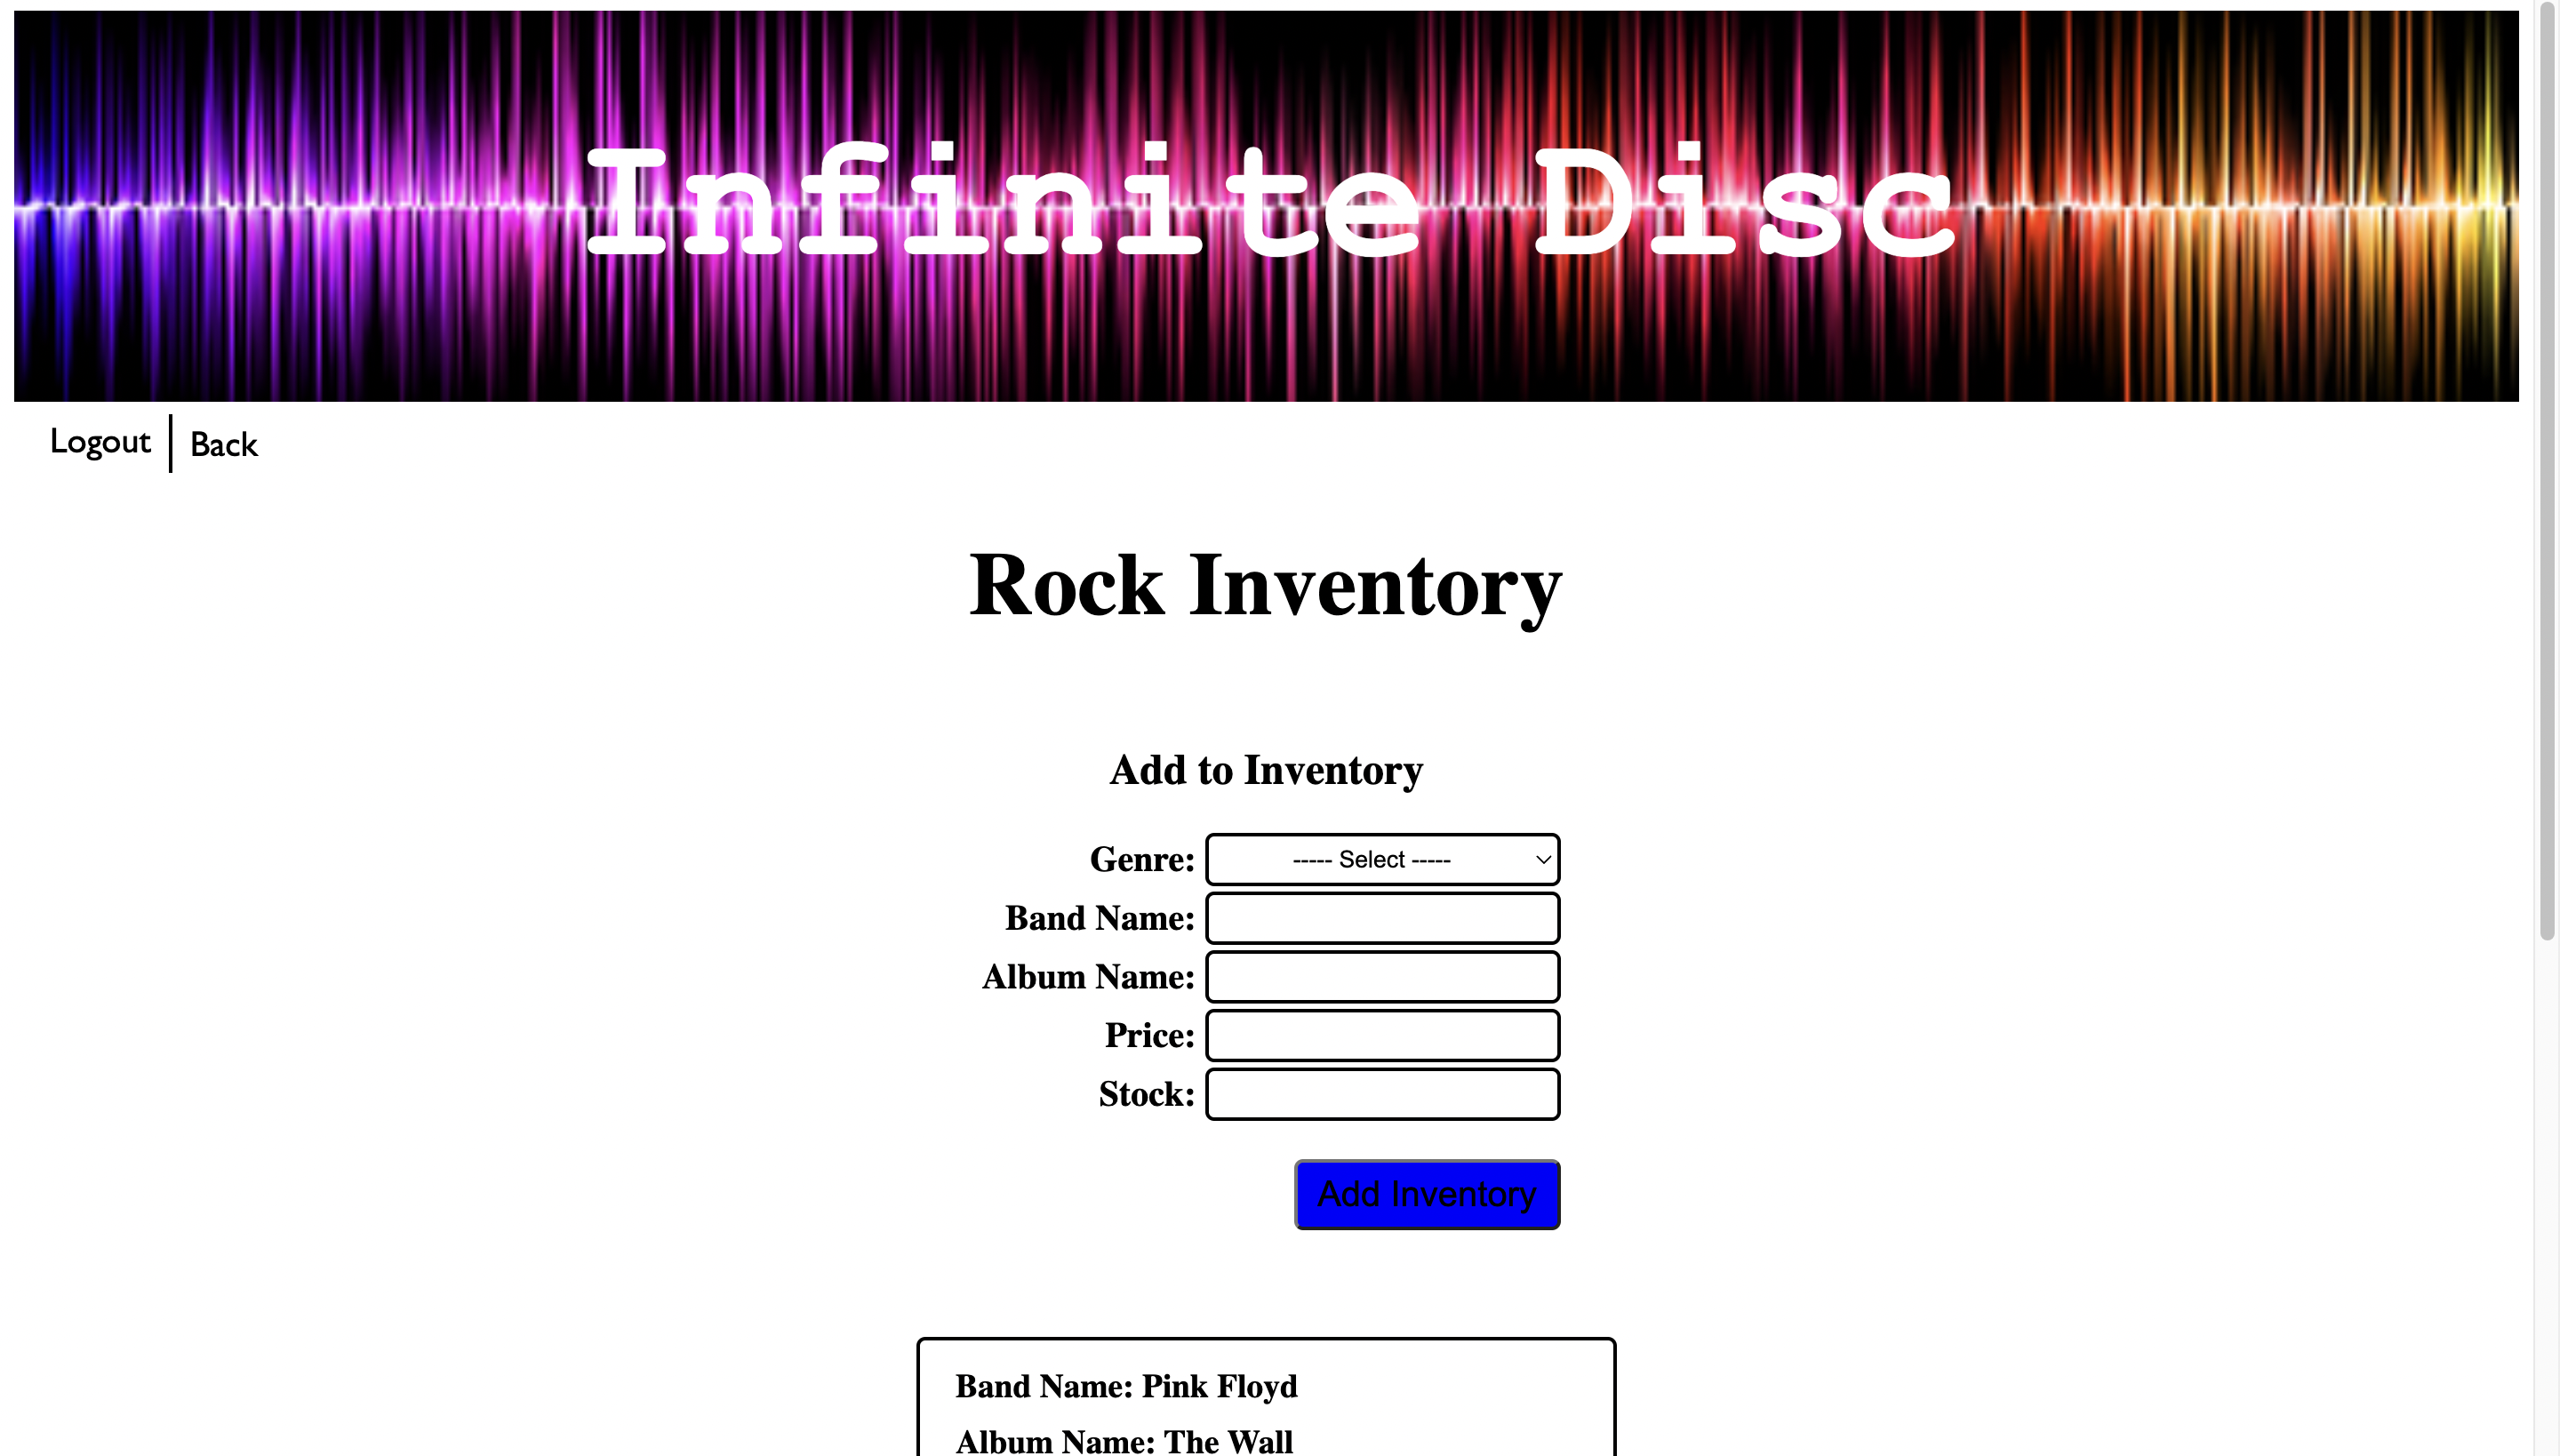 Infinite Disc
Logout
Back
Rock Inventory
Add to Inventory
Genre: ----- Select -----
Band Name:
Album Name:
Price:
Stock:
Add Inventory
Band Name: Pink Floyd
Album Name: The Wall